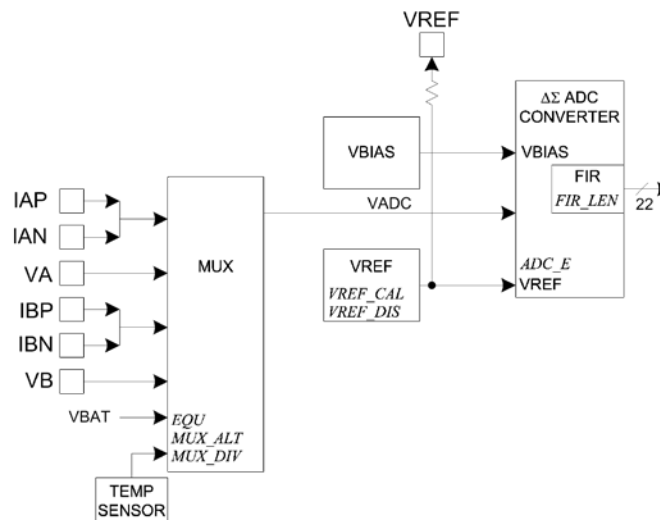 VREF
ΔΣ ADC
CONVERTER
VBIAS
VBIAS
FIR
FIR_LEN
22
IAP
IAN
VA
IBP
IBN
VB
VBAT
MUX
VADC
VREF
VREF_CAL
VREF_DIS
ADC_E
VREF
EQU
MUX_ALT
MUX_DIV
TEMP
SENSOR